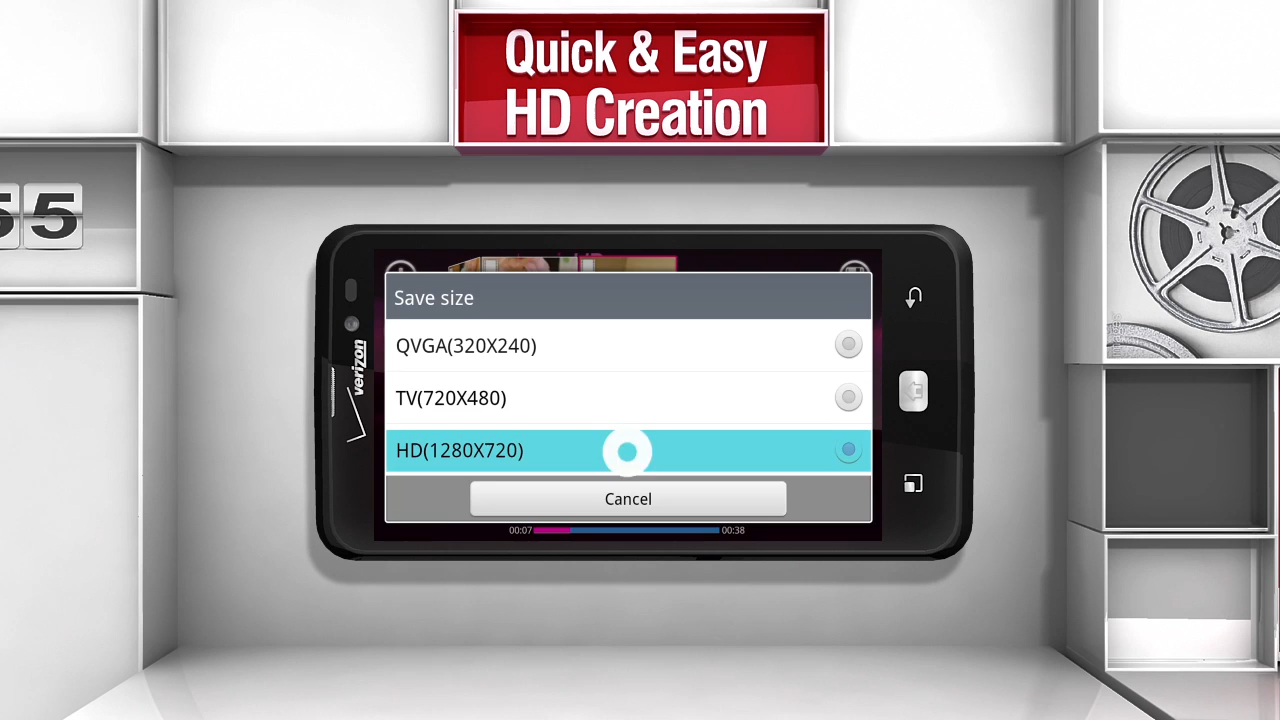 Quick & Easy
HD Creation
55
Save size
QVGA(320X240)
TV(720X480)
HD(1280X720)
Cancel
00:07
00:38
verizon